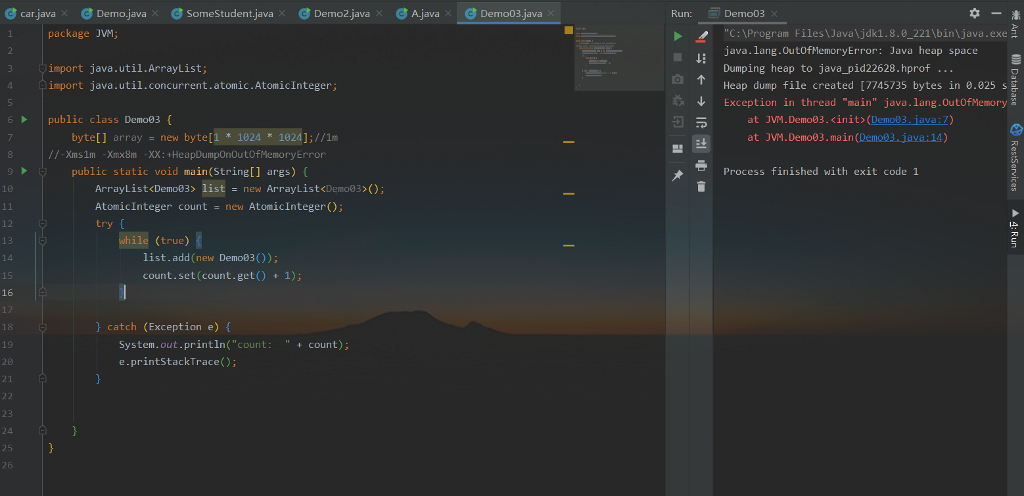 car.java Demo.java SomeStudent.java Demo2.java A.java Demo03.java
1 package JVM;
2
3 import java.util.ArrayList;
4 import java.util.concurrent.atomic.AtomicInteger;
5
6 public class Demo03 {
7 byte[] array = new byte[1 * 1024 * 1024];//1m
8 //-Xms1m -Xmx8m -XX:+HeapDumpOnOutOfMemoryError
9 public static void main(String[] args) {
10 ArrayList<Demo03> list = new ArrayList<Demo03>();
11 AtomicInteger count = new AtomicInteger();
12 try {
13 while (true) {
14 list.add(new Demo03());
15 count.set(count.get() + 1);
16 }
17
18 } catch (Exception e) {
19 System.out.println("count:  " + count);
20 e.printStackTrace();
21 }
22
23
24 }
25 }
26
Run: Demo03
"C:\Program Files\Java\jdk1.8.0_221\bin\java.exe
java.lang.OutOfMemoryError: Java heap space
Dumping heap to java_pid22628.hprof ...
Heap dump file created [7745735 bytes in 0.025 s
Exception in thread "main" java.lang.OutOfMemory
at JVM.Demo03.<init>(Demo03.java:7)
at JVM.Demo03.main(Demo03.java:14)
Process finished with exit code 1
Ant
Database
RestServices
4: Run